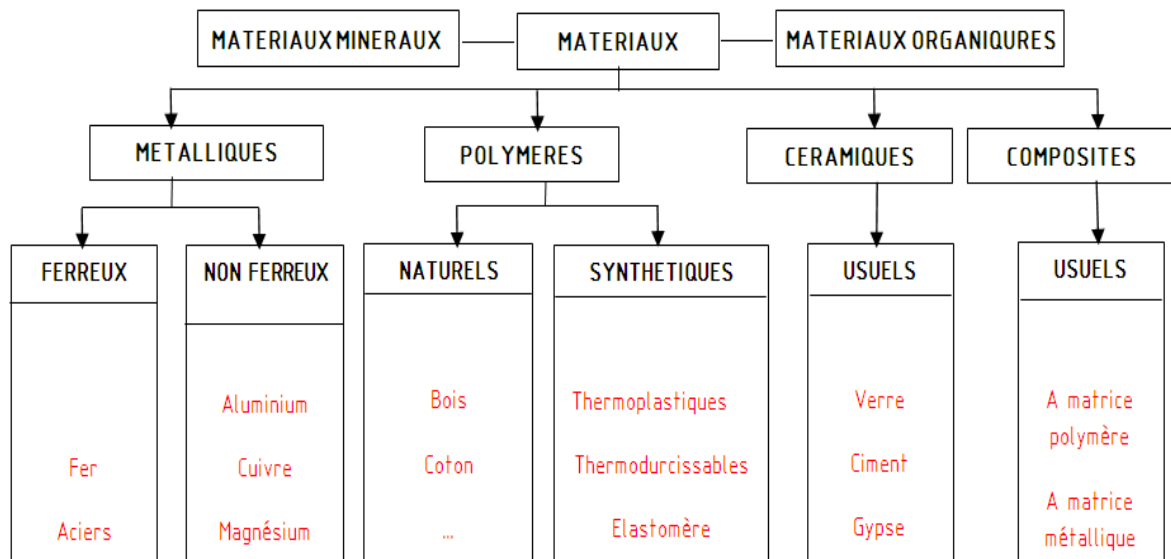 MATERIAUX MINERAUX
MATERIAUX
MATERIAUX ORGANIQURES
METALLIQUES
POLYMERES
CERAMIQUES
COMPOSITES
FERREUX
NON FERREUX
NATURELS
SYNTHETIQUES
USUELS
USUELS
Fer
Aciers
Aluminium
Cuivre
Magnésium
Bois
Coton
...
Thermoplastiques
Thermodurcissables
Elastomère
Verre
Ciment
Gypse
A matrice
polymère
A matrice
métallique